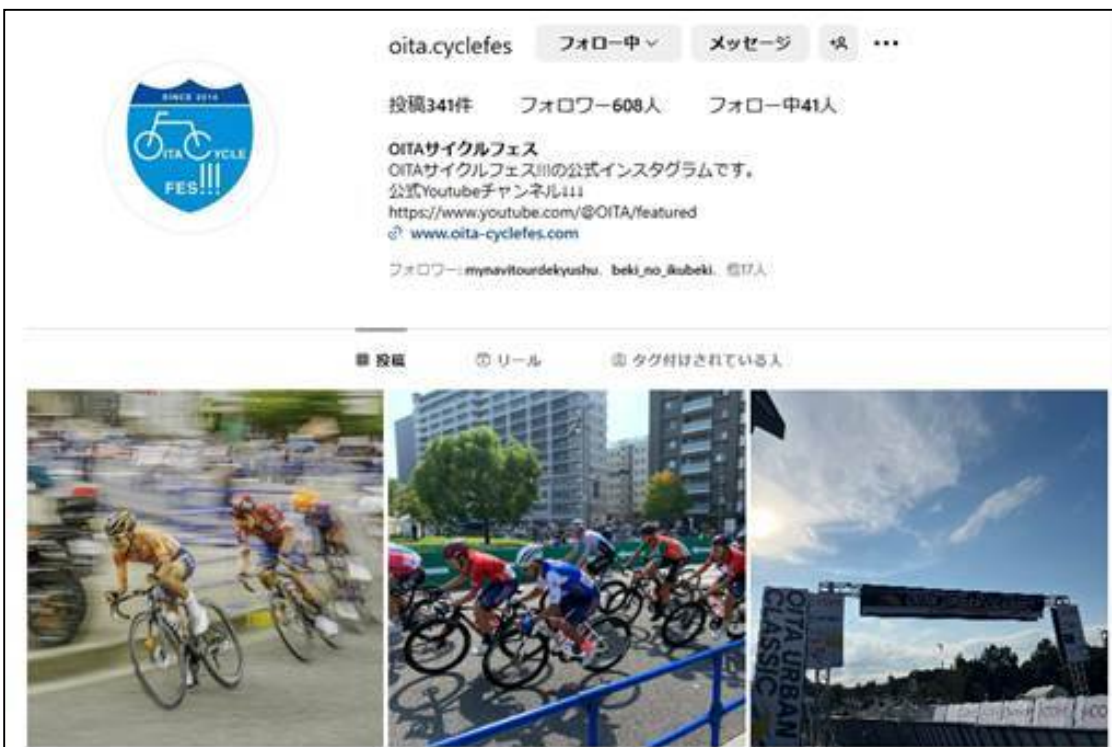 oita.cyclefes フォロー中 メッセージ
投稿341件 フォロワー608人 フォロー中41人
SINCE 2014
OITA CYCLE
FES!!!
OITAサイクルフェス
OITAサイクルフェス!!!の公式インスタグラムです。
公式Youtubeチャンネル↓↓↓
https://www.youtube.com/@OITA/featured
www.oita-cyclefes.com
フォロワー: mynavitourdekyushu、beki_no_ikubeki、他17人
投稿 リール タグ付けされている人
OITA URBAN
CLASSIC